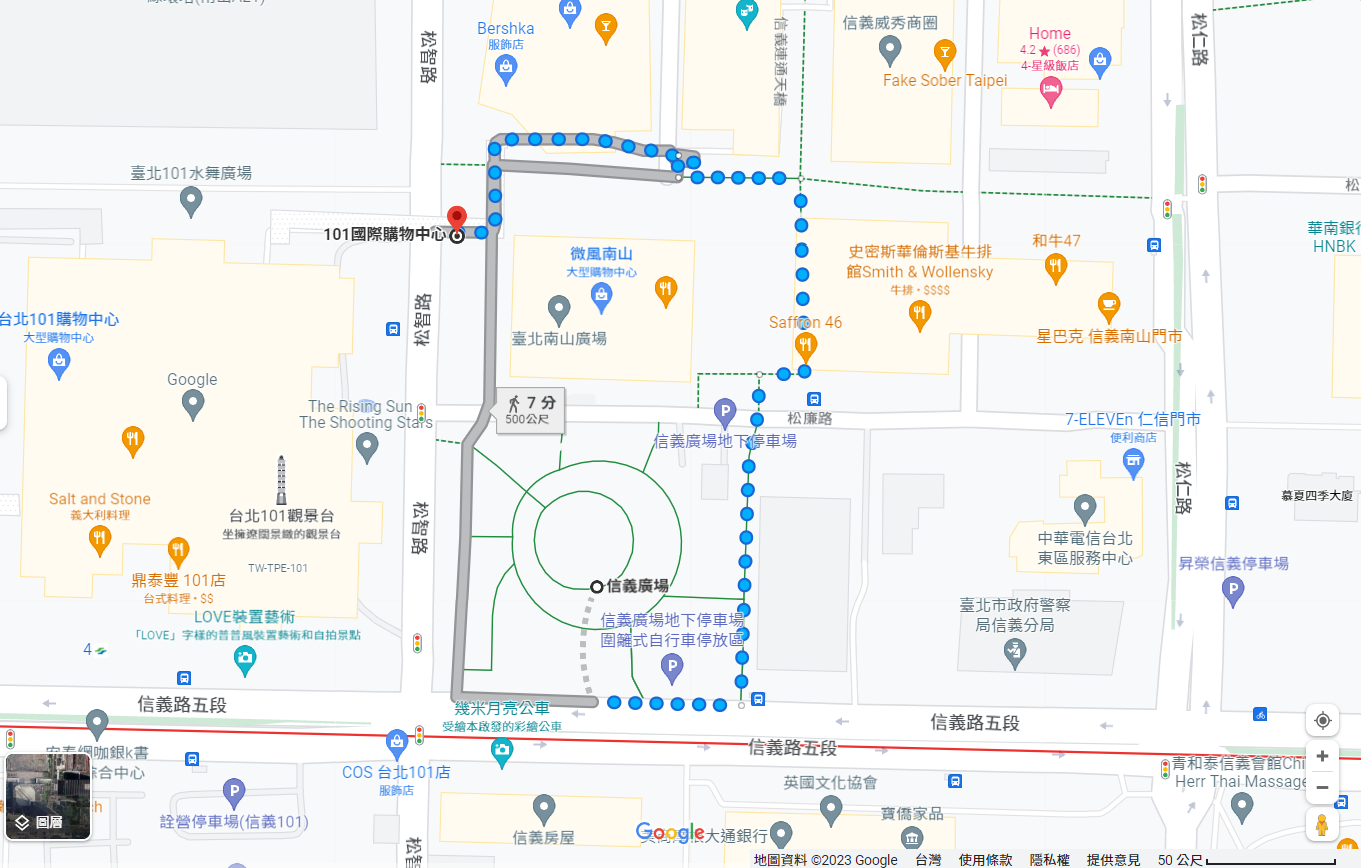 Bershka
服飾店
松智路
信義連通天橋
信義威秀商圈
Fake Sober Taipei
Home
4.2★(686)
4-星級飯店
松仁路
臺北101水舞廣場
松
101國際購物中心
微風南山
大型購物中心
臺北南山廣場
史密斯華倫斯基牛排
館Smith & Wollensky
牛排・$$$$
和牛47
華南銀行
HNBK
星巴克 信義南山門市
Saffron 46
台北101購物中心
大型購物中心
Google
松智路
The Rising Sun
The Shooting Stars
7 分
500公尺
P
信義廣場地下停車場
松廉路
7-ELEVEn 仁信門市
便利商店
Salt and Stone
義大利料理
台北101觀景台
坐擁遼闊景緻的觀景台
TW-TPE-101
松智路
松仁路
慕夏四季大廈
中華電信台北
東區服務中心
昇榮信義停車場
P
鼎泰豐 101店
台式料理・$$
LOVE裝置藝術
「LOVE」字樣的普普風裝置藝術和自拍景點
信義廣場
信義廣場地下停車場
圍籬式自行車停放區
P
臺北市政府警察
局信義分局
4
信義路五段
幾米月亮公車
受繪本啟發的彩繪公車
信義路五段
信義路五段
COS 台北101店
服飾店
P
詮營停車場(信義101)
圖層
信義房屋
英國文化協會
寶僑家品
大通銀行
青和泰信義會館Chi
Herr Thai Massage
松智路
Google
地圖資料 ©2023 Google
台灣
使用條款
隱私權
提供意見
50 公尺